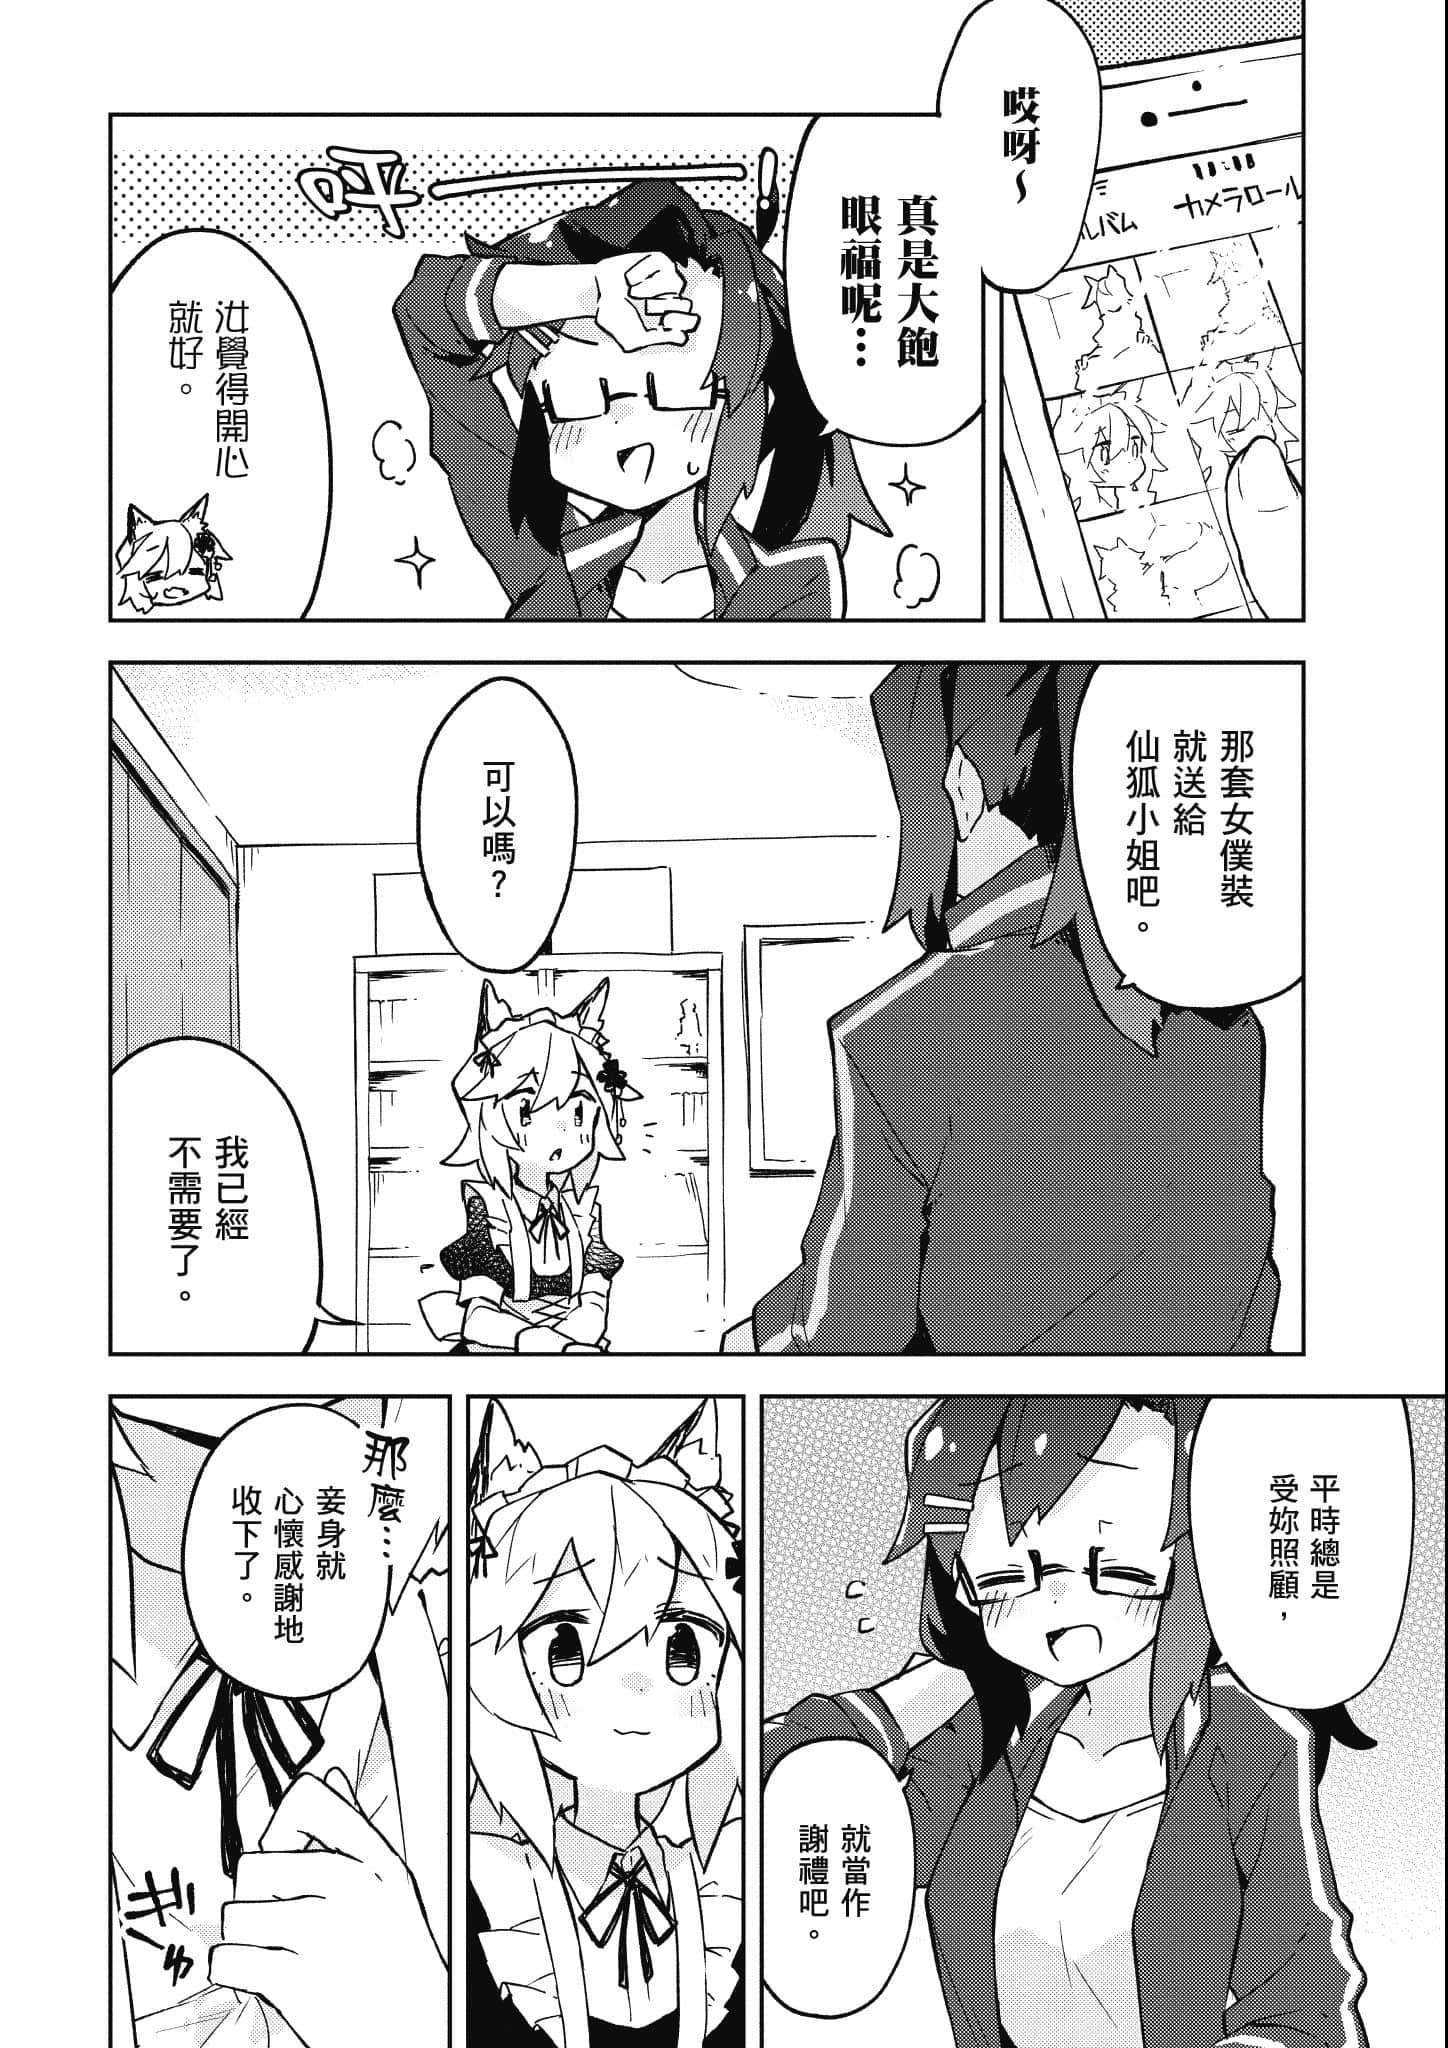 カメラロール
ルバム
哎呀～
真是大飽
眼福呢…
呼——！
汝覺得開心
就好。
那套女僕裝
就送給
仙狐小姐吧。
可以嗎？
我已經
不需要了。
平時總是
受妳照顧，
就當作
謝禮吧。
那麼…
妾身就
心懷感謝地
收下了。
ギュ